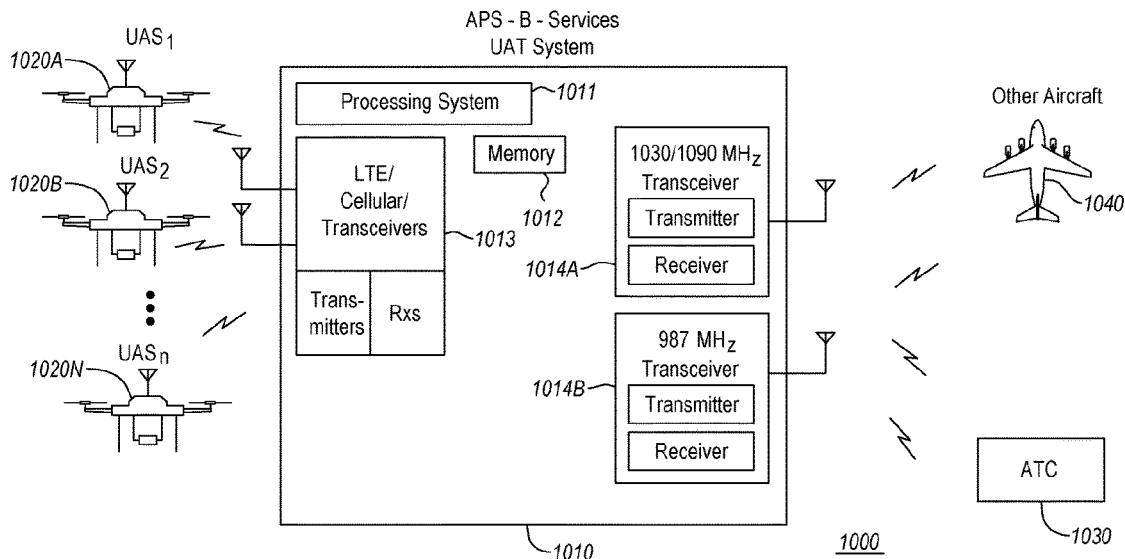 APS - B - Services
UAT System
UAS1
1020A
UAS2
1020B
UASn
1020N
Processing System
1011
LTE/
Cellular/
Transceivers
1013
Trans-
mitters
Rxs
Memory
1012
1030/1090 MHz
Transceiver
Transmitter
Receiver
1014A
987 MHz
Transceiver
1014B
Transmitter
Receiver
1010
Other Aircraft
1040
ATC
1030
1000